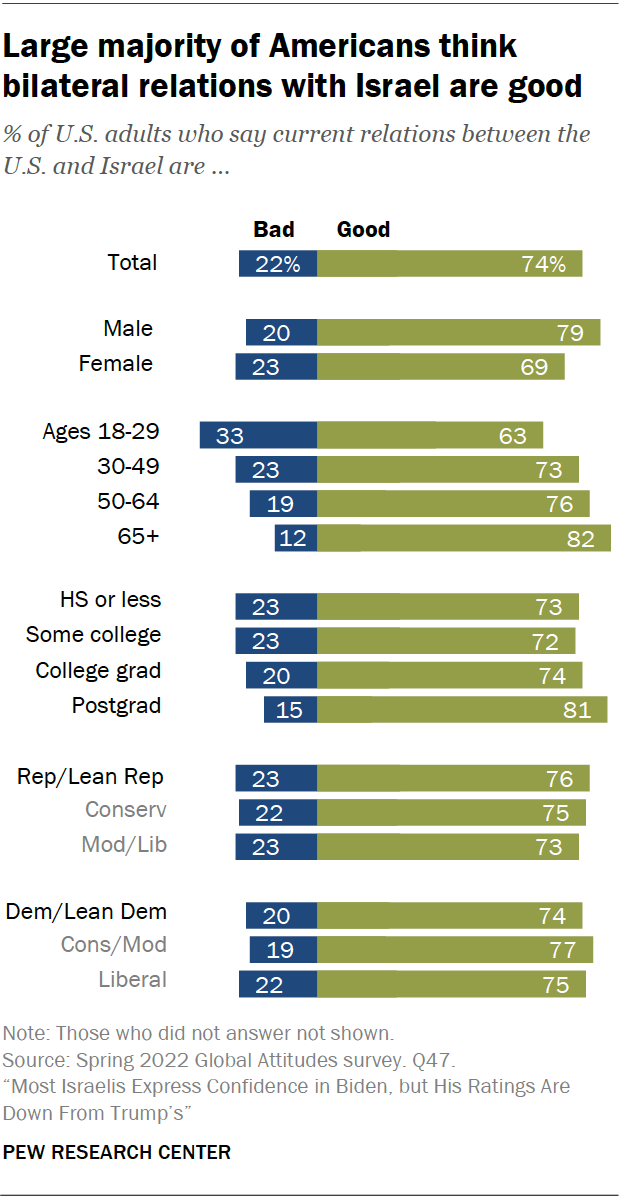 Large majority of Americans think
bilateral relations with Israel are good
% of U.S. adults who say current relations between the
U.S. and Israel are ...
Bad Good
Total 22% 74%
Male 20 79
Female 23 69
Ages 18-29 33 63
30-49 23 73
50-64 19 76
65+ 12 82
HS or less 23 73
Some college 23 72
College grad 20 74
Postgrad 15 81
Rep/Lean Rep 23 76
Conserv 22 75
Mod/Lib 23 73
Dem/Lean Dem 20 74
Cons/Mod 19 77
Liberal 22 75
Note: Those who did not answer not shown.
Source: Spring 2022 Global Attitudes survey. Q47.
“Most Israelis Express Confidence in Biden, but His Ratings Are
Down From Trump’s”
PEW RESEARCH CENTER